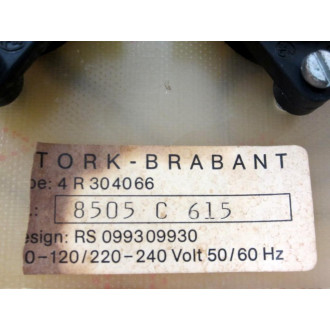 TORK-BRABANT
pe: 4 R 304066
.: 8505 C 615
esign: RS 099309930
0-120/220-240 Volt 50/60 Hz